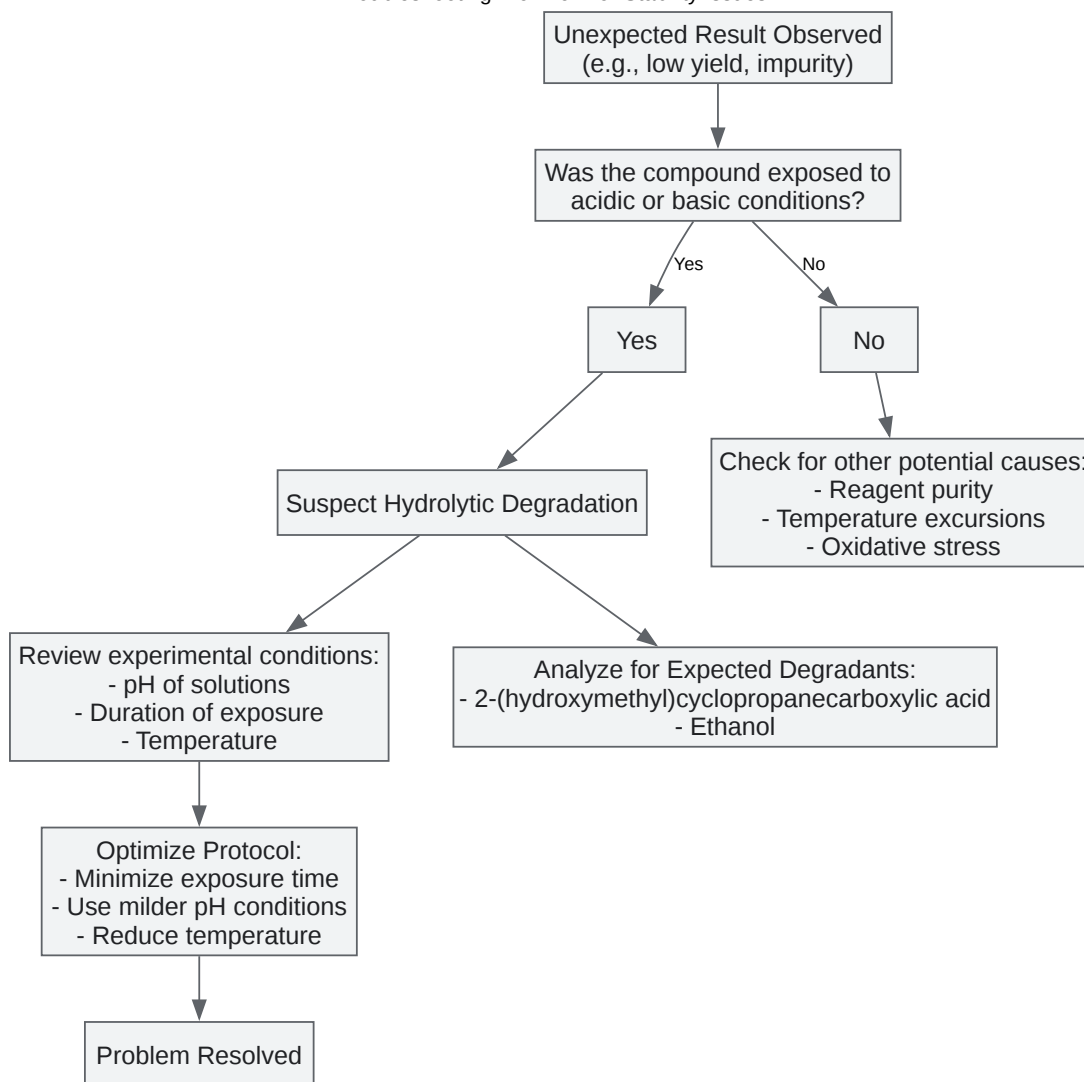 Unexpected Result Observed
(e.g., low yield, impurity)
Was the compound exposed to
acidic or basic conditions?
Yes
No
Yes
No
Check for other potential causes:
- Reagent purity
- Temperature excursions
- Oxidative stress
Suspect Hydrolytic Degradation
Review experimental conditions:
- pH of solutions
- Duration of exposure
- Temperature
Analyze for Expected Degradants:
- 2-(hydroxymethyl)cyclopropanecarboxylic acid
- Ethanol
Optimize Protocol:
- Minimize exposure time
- Use milder pH conditions
- Reduce temperature
Problem Resolved